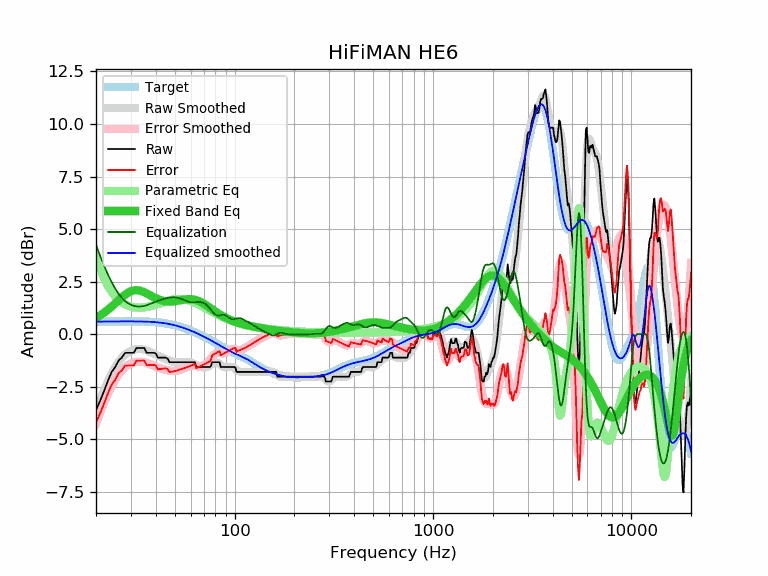 HiFiMAN HE6
12.5
10.0
7.5
5.0
2.5
0.0
−2.5
−5.0
−7.5
Amplitude (dBr)
Target
Raw Smoothed
Error Smoothed
Raw
Error
Parametric Eq
Fixed Band Eq
Equalization
Equalized smoothed
100
1000
10000
Frequency (Hz)